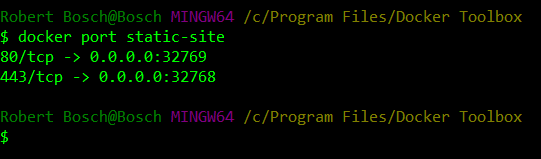 Robert Bosch@Bosch MINGW64 /c/Program Files/Docker Toolbox
$ docker port static-site
80/tcp -> 0.0.0.0:32769
443/tcp -> 0.0.0.0:32768
Robert Bosch@Bosch MINGW64 /c/Program Files/Docker Toolbox
$